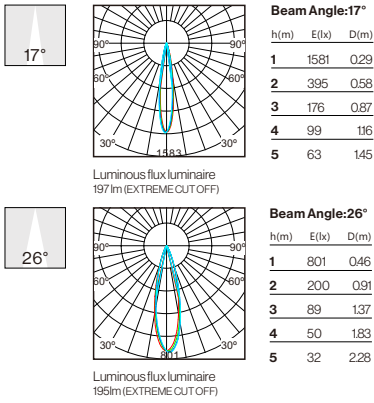 17°
90°
90°
60°
60°
30°
30°
1583
Luminous flux luminaire
197 lm (EXTREME CUT OFF)
Beam Angle:17°
h(m) E(lx) D(m)
1 1581 0.29
2 395 0.58
3 176 0.87
4 99 1.16
5 63 1.45
26°
90°
90°
60°
60°
30°
30°
801
Luminous flux luminaire
195lm (EXTREME CUT OFF)
Beam Angle:26°
h(m) E(lx) D(m)
1 801 0.46
2 200 0.91
3 89 1.37
4 50 1.83
5 32 2.28